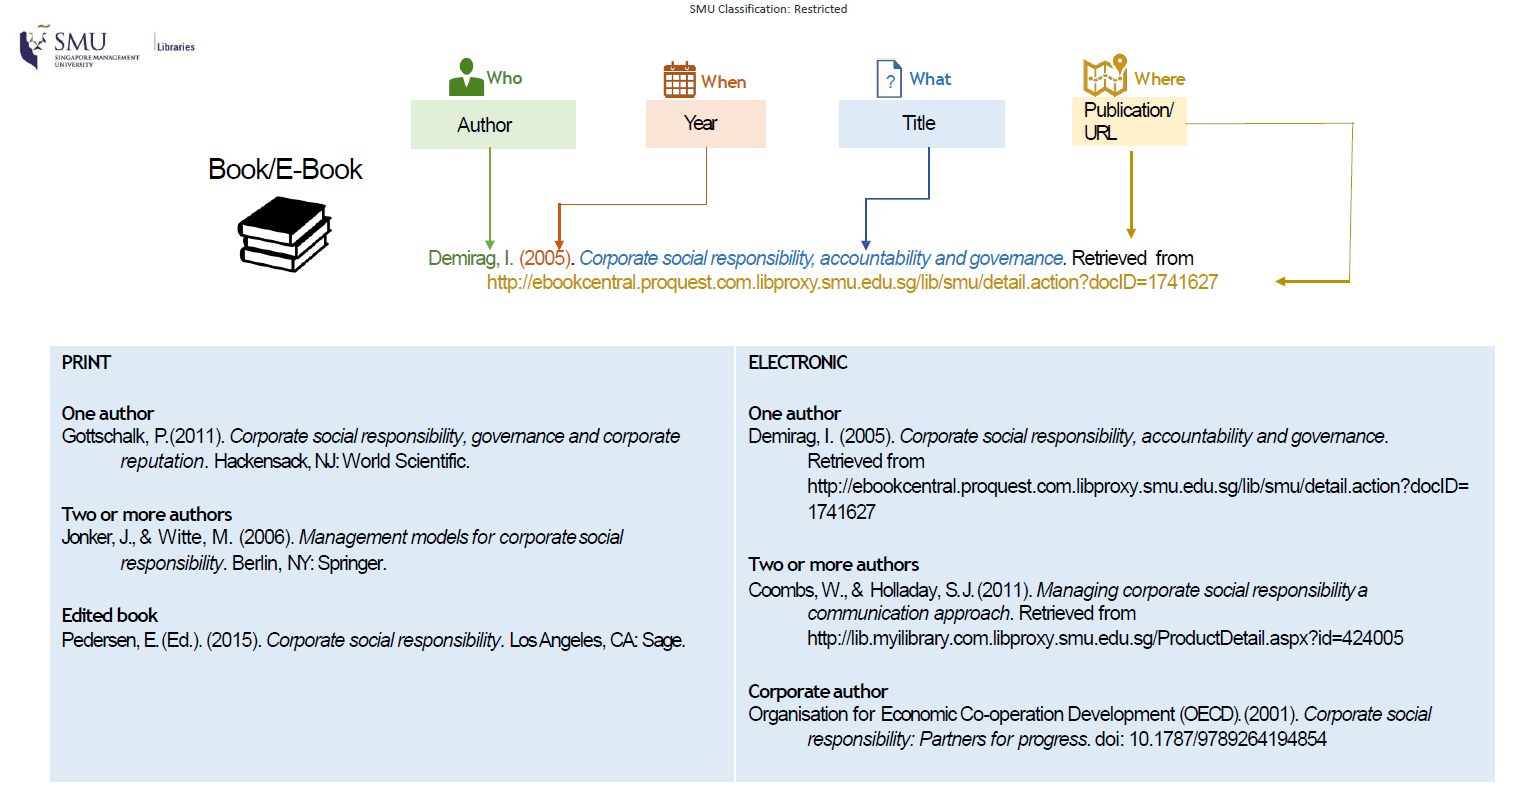 SMU Classification: Restricted
SMU
SINGAPORE MANAGEMENT
UNIVERSITY
Libraries
Who
When
What
Where
Author
Year
?
Title
Publication/
URL
Book/E-Book
Demirag, I. (2005). Corporate social responsibility, accountability and governance. Retrieved from
http://ebookcentral.proquest.com.libproxy.smu.edu.sg/lib/smu/detail.action?docID=1741627
PRINT
One author
Gottschalk, P.(2011). Corporate social responsibility, governance and corporate
reputation. Hackensack, NJ: World Scientific.
Two or more authors
Jonker, J., & Witte, M. (2006). Management models for corporate social
responsibility. Berlin, NY: Springer.
Edited book
Pedersen, E. (Ed.). (2015). Corporate social responsibility. Los Angeles, CA: Sage.
ELECTRONIC
One author
Demirag, I. (2005). Corporate social responsibility, accountability and governance.
Retrieved from
http://ebookcentral.proquest.com.libproxy.smu.edu.sg/lib/smu/detail.action?docID=
1741627
Two or more authors
Coombs, W., & Holladay, S. J. (2011). Managing corporate social responsibility a
communication approach. Retrieved from
http://lib.myilibrary.com.libproxy.smu.edu.sg/ProductDetail.aspx?id=424005
Corporate author
Organisation for Economic Co-operation Development (OECD). (2001). Corporate social
responsibility: Partners for progress. doi: 10.1787/9789264194854